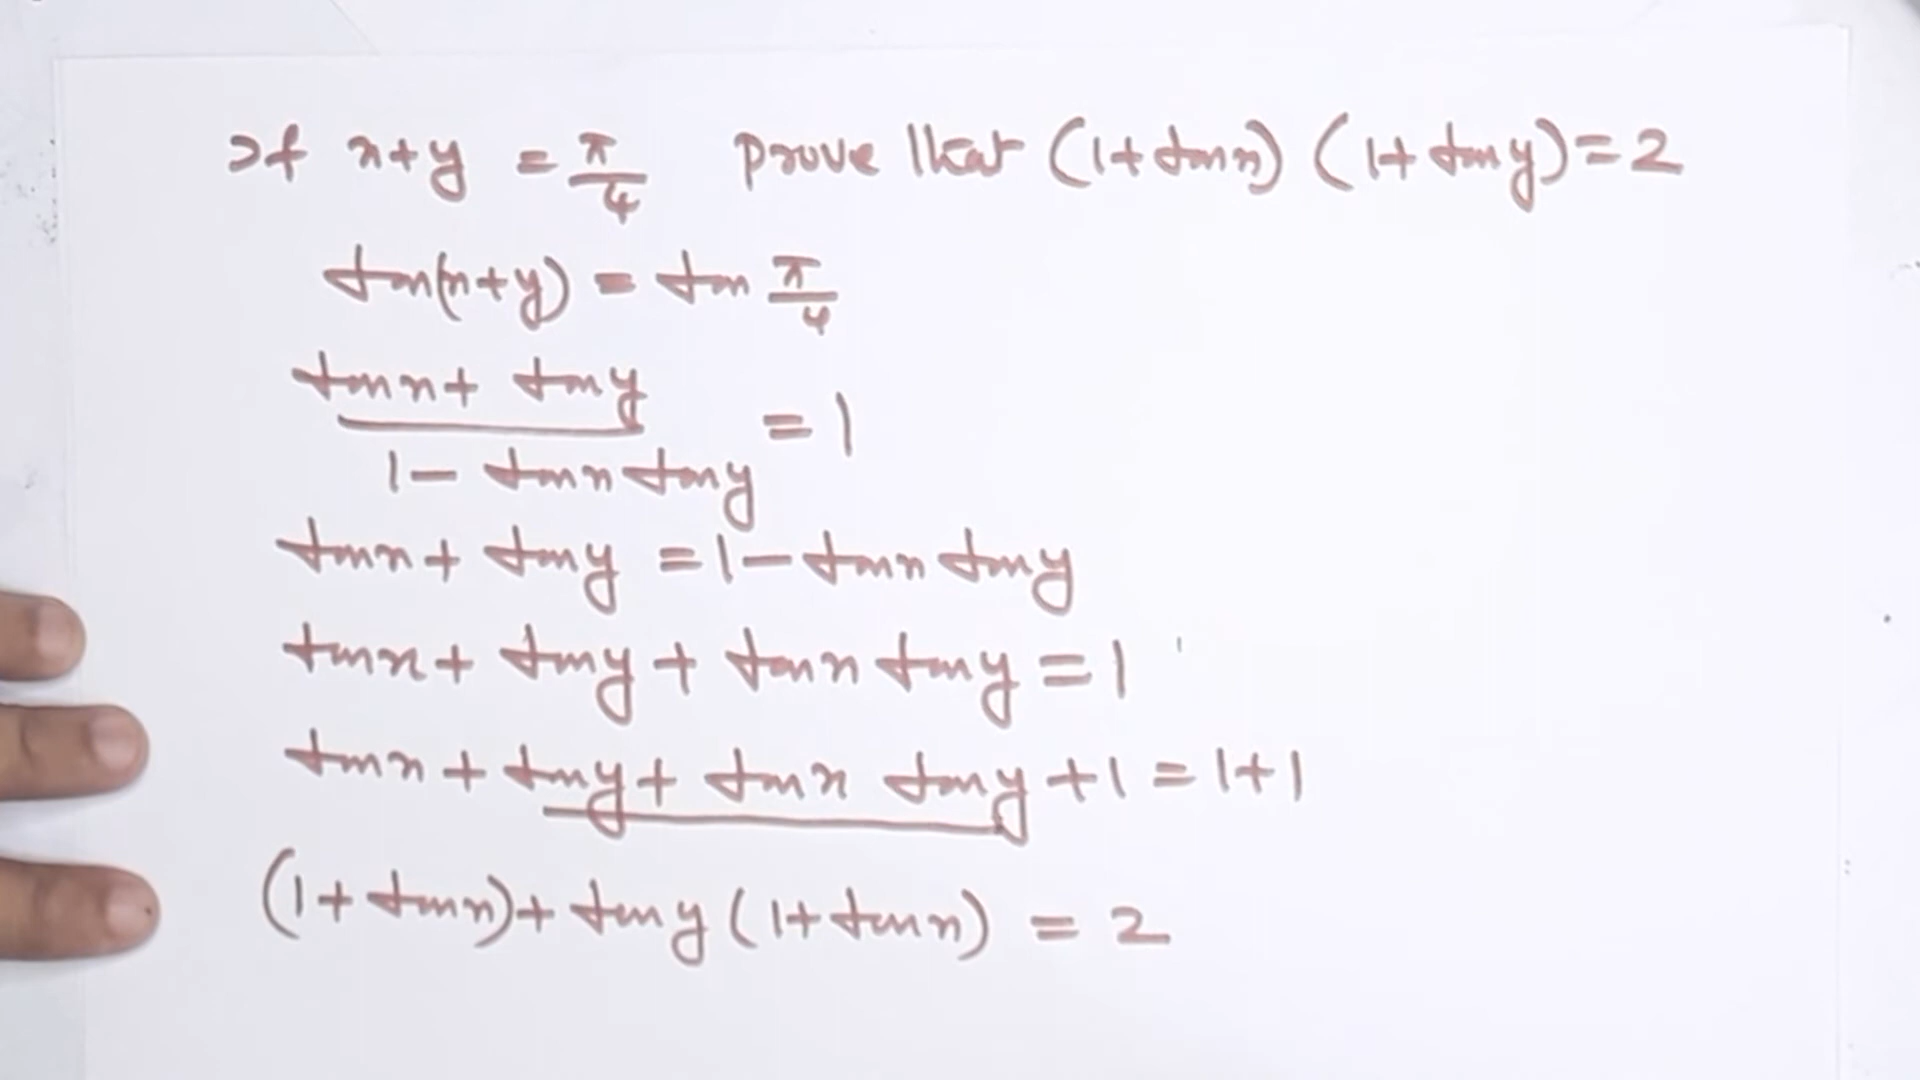 If x+y = π/4 prove that (1+tanx) (1+tany)=2
tan(x+y) = tan π/4
tanx+ tany / 1- tanx tany = 1
tanx+ tany = 1- tanx tany
tanx+ tany+ tanx tany = 1
tanx+ tany+ tanx tany +1 = 1+1
(1+tanx)+ tany (1+tanx) = 2